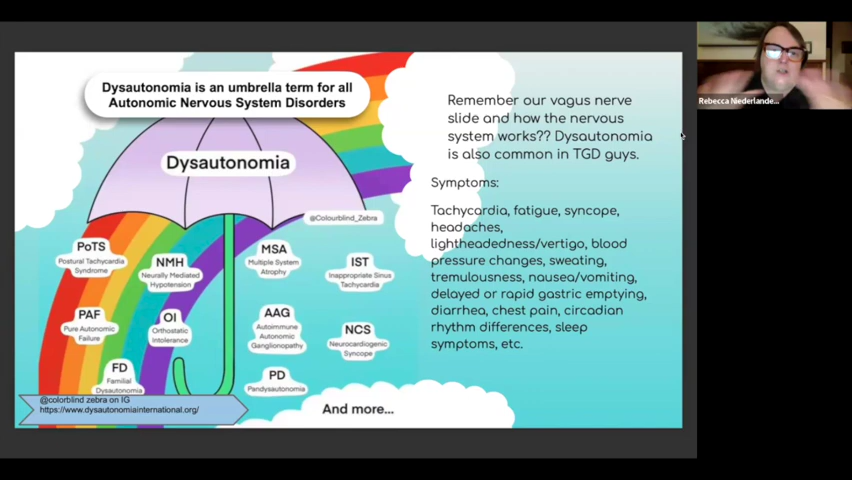 Dysautonomia is an umbrella term for all
Autonomic Nervous System Disorders
Dysautonomia
@Colourblind_Zebra
PoTS
Postural Tachycardia
Syndrome
NMH
Neurally Mediated
Hypotension
MSA
Multiple System
Atrophy
IST
Inappropriate Sinus
Tachycardia
PAF
Pure Autonomic
Failure
OI
Orthostatic
Intolerance
AAG
Autoimmune
Autonomic
Ganglionopathy
NCS
Neurocardiogenic
Syncope
FD
Familial
Dysautonomia
PD
Pandysautonomia
And more...
@colorblind zebra on IG
https://www.dysautonomiainternational.org/
Remember our vagus nerve
slide and how the nervous
system works?? Dysautonomia
is also common in TGD guys.
Symptoms:
Tachycardia, fatigue, syncope,
headaches,
lightheadedness/vertigo, blood
pressure changes, sweating,
tremulousness, nausea/vomiting,
delayed or rapid gastric emptying,
diarrhea, chest pain, circadian
rhythm differences, sleep
symptoms, etc.
Rebecca Niederlande...